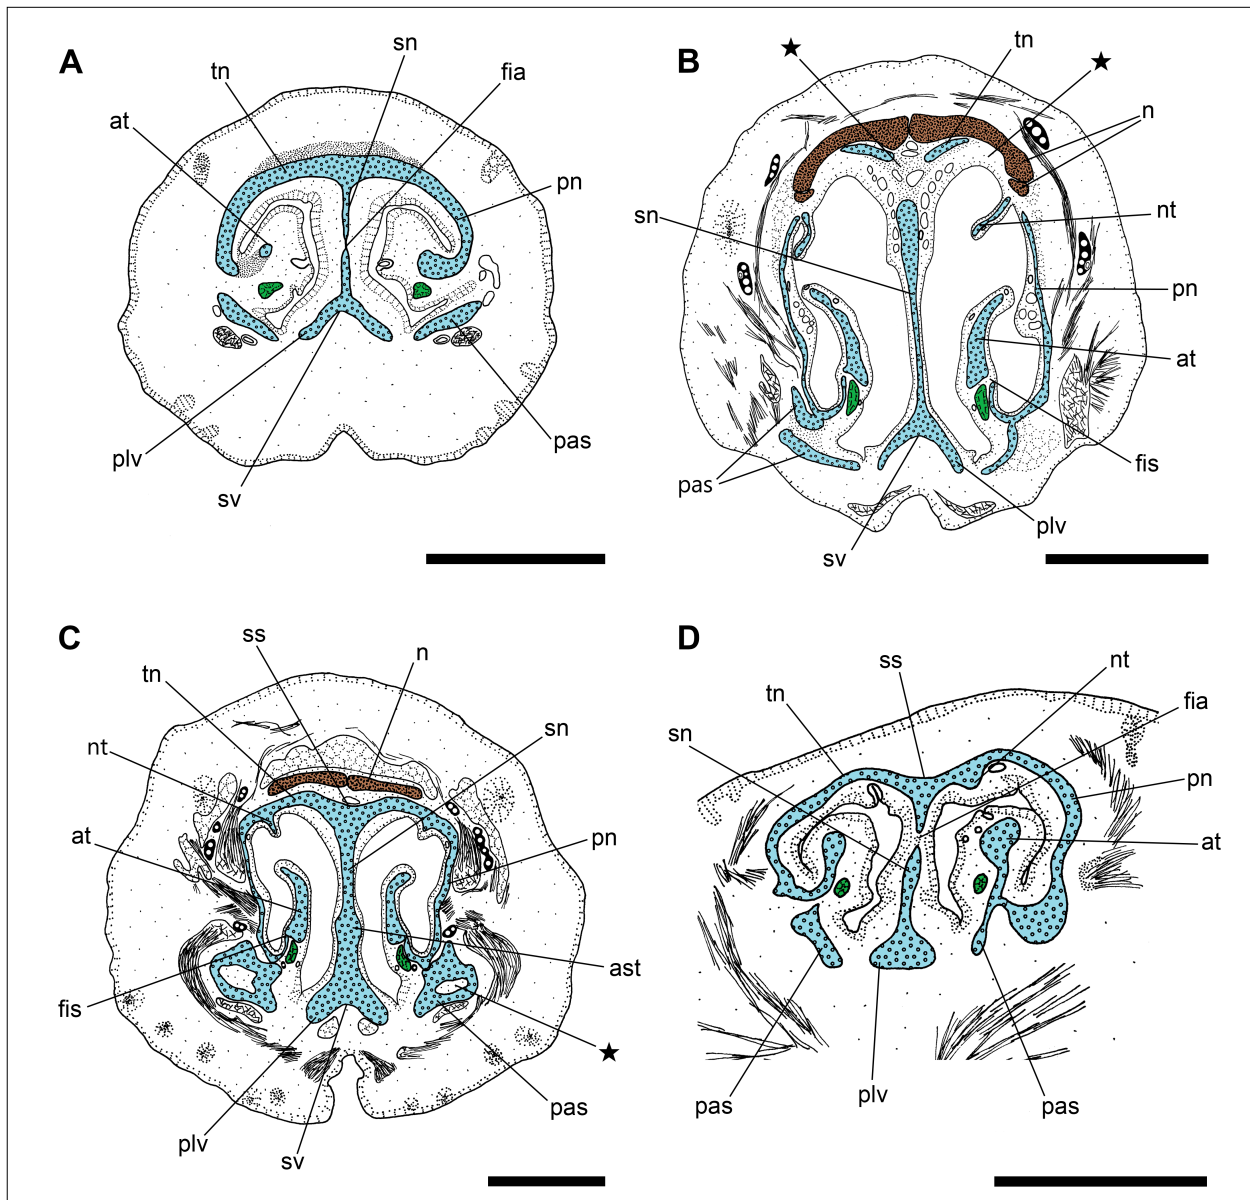 A
sn
tn
fia
at
pn
plv
pas
sv
B
★
tn
★
n
sn
nt
pn
at
fis
pas
plv
sv
C
ss
n
tn
sn
nt
at
pn
ast
fis
★
pas
plv
sv
D
ss
nt
tn
fia
sn
pn
at
pas
plv
pas